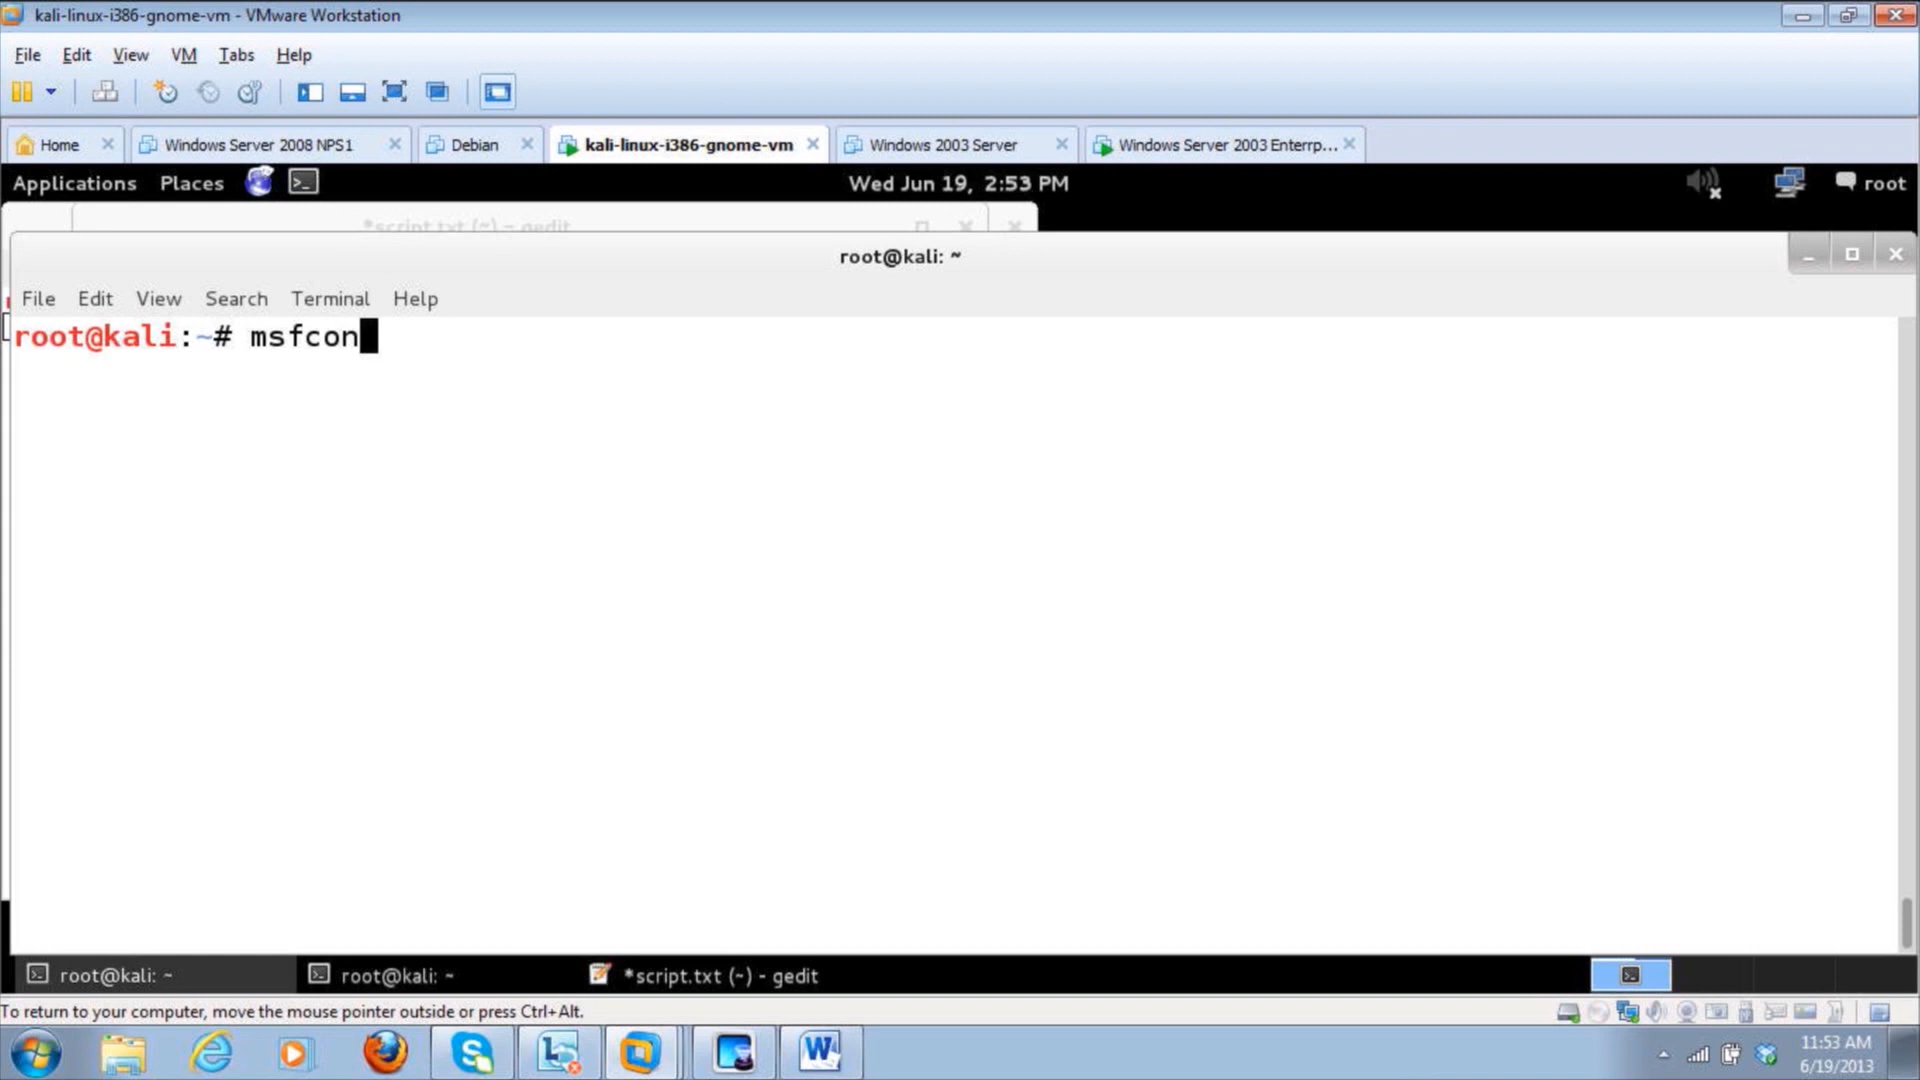 kali-linux-i386-gnome-vm - VMware Workstation
File Edit View VM Tabs Help
Home Windows Server 2008 NPS1 Debian kali-linux-i386-gnome-vm Windows 2003 Server Windows Server 2003 Enterrp...
Applications Places Wed Jun 19, 2:53 PM root
*script.txt (~) - gedit
root@kali: ~
File Edit View Search Terminal Help
root@kali:~# msfcon
root@kali: ~ root@kali: ~ *script.txt (~) - gedit
To return to your computer, move the mouse pointer outside or press Ctrl+Alt.
11:53 AM
6/19/2013